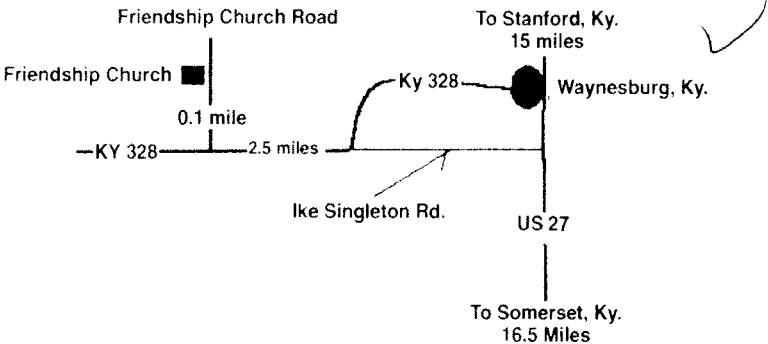 Friendship Church Road
To Stanford, Ky.
15 miles
Friendship Church
Ky 328
Waynesburg, Ky.
0.1 mile
KY 328
2.5 miles
Ike Singleton Rd.
US 27
To Somerset, Ky.
16.5 Miles